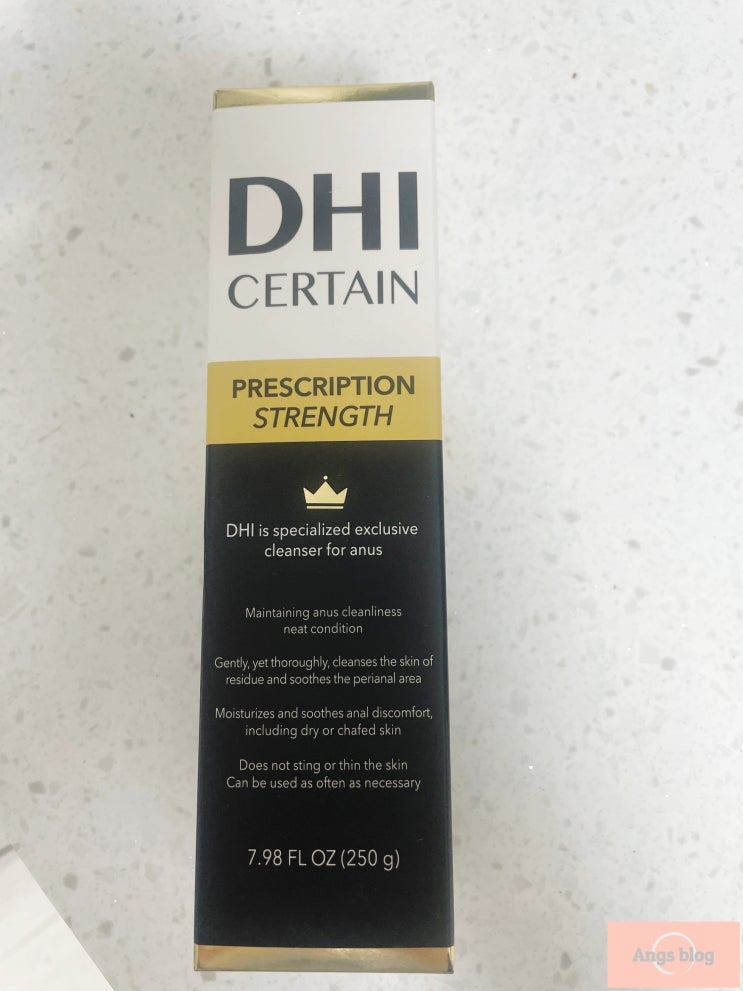 DHI
CERTAIN
PRESCRIPTION
STRENGTH
DHI is specialized exclusive
cleanser for anus
Maintaining anus cleanliness
neat condition
Gently, yet thoroughly, cleanses the skin of
residue and soothes the perianal area
Moisturizes and soothes anal discomfort,
including dry or chafed skin
Does not sting or thin the skin
Can be used as often as necessary
7.98 FL OZ (250 g)
Angs blog